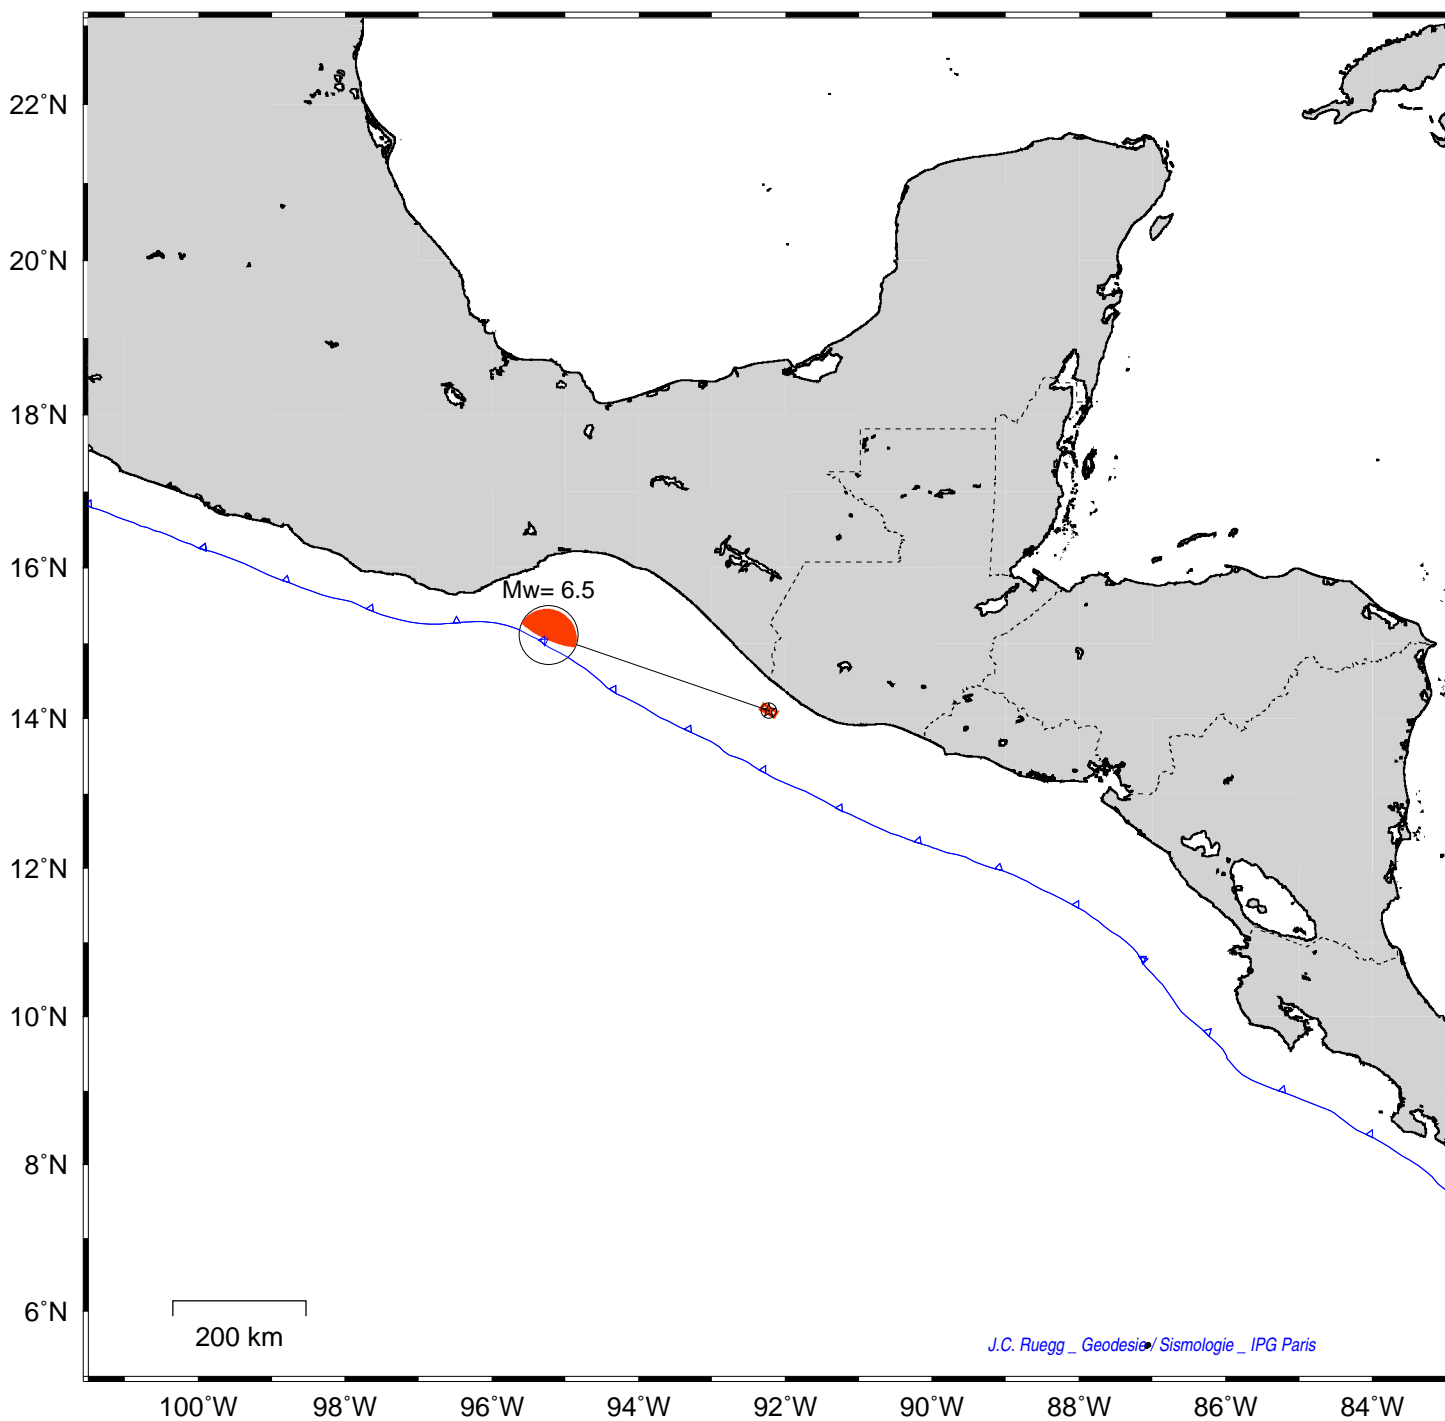 22°N
20°N
18°N
16°N
Mw= 6.5
14°N
12°N
10°N
8°N
6°N
200 km
J.C. Ruegg _ Geodesie / Sismologie _ IPG Paris
100°W 98°W 96°W 94°W 92°W 90°W 88°W 86°W 84°W